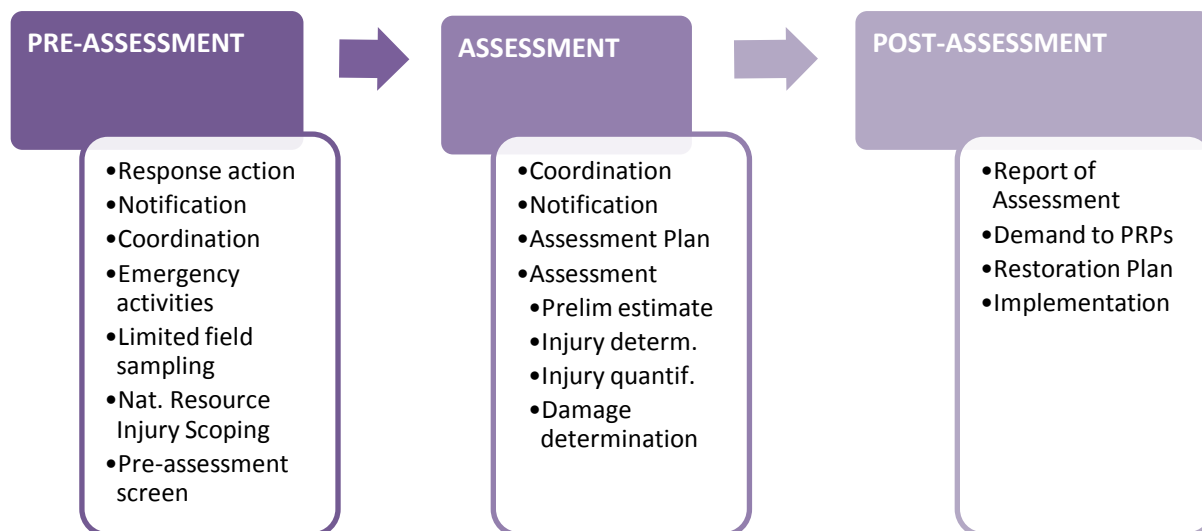 PRE-ASSESSMENT
•Response action
•Notification
•Coordination
•Emergency
activities
•Limited field
sampling
•Nat. Resource
Injury Scoping
•Pre-assessment
screen
ASSESSMENT
•Coordination
•Notification
•Assessment Plan
•Assessment
•Prelim estimate
•Injury determ.
•Injury quantif.
•Damage
determination
POST-ASSESSMENT
•Report of
Assessment
•Demand to PRPs
•Restoration Plan
•Implementation